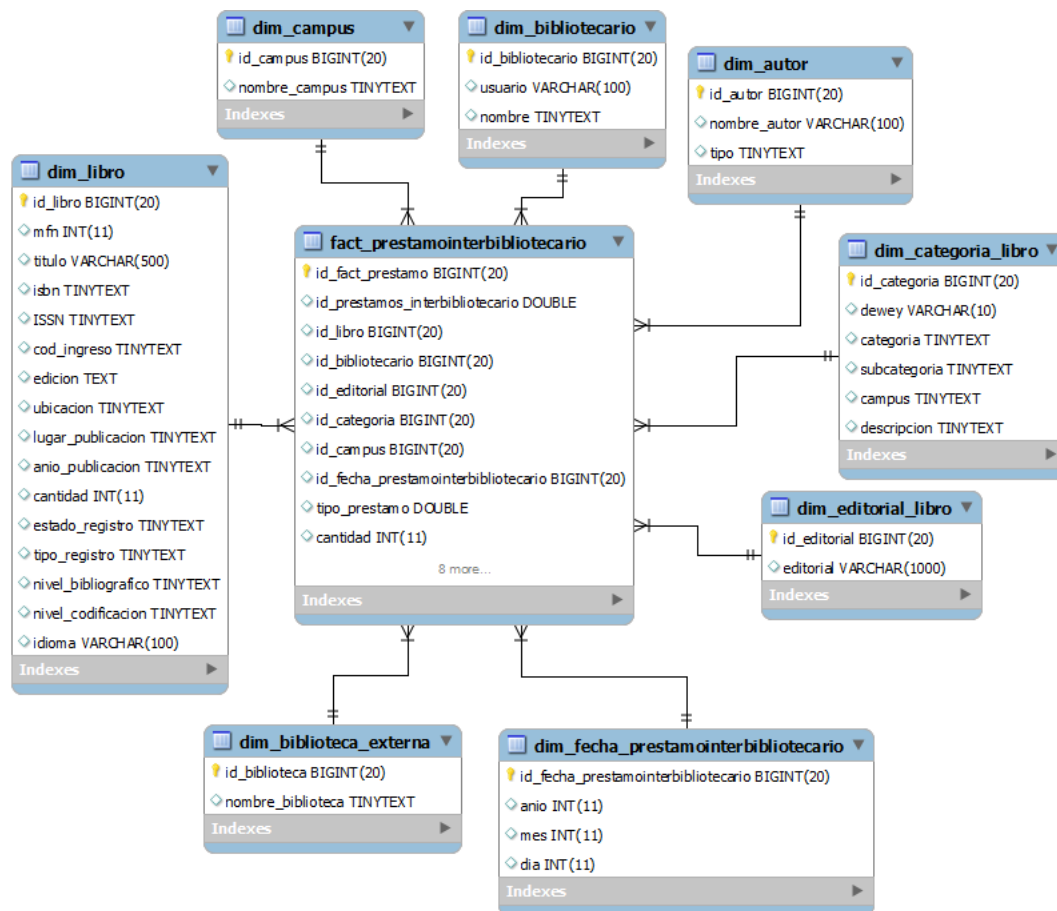 dim_campus
id_campus BIGINT(20)
nombre_campus TINYTEXT
Indexes
dim_bibliotecario
id_bibliotecario BIGINT(20)
usuario VARCHAR(100)
nombre TINYTEXT
Indexes
dim_autor
id_autor BIGINT(20)
nombre_autor VARCHAR(100)
tipo TINYTEXT
Indexes
dim_libro
id_libro BIGINT(20)
mfn INT(11)
titulo VARCHAR(500)
isbn TINYTEXT
ISSN TINYTEXT
cod_ingreso TINYTEXT
edicion TEXT
ubicacion TINYTEXT
lugar_publicacion TINYTEXT
anio_publicacion TINYTEXT
cantidad INT(11)
estado_registro TINYTEXT
tipo_registro TINYTEXT
nivel_bibliografico TINYTEXT
nivel_codificacion TINYTEXT
idioma VARCHAR(100)
Indexes
fact_prestamointerbibliotecario
id_fact_prestamo BIGINT(20)
id_prestamos_interbibliotecario DOUBLE
id_libro BIGINT(20)
id_bibliotecario BIGINT(20)
id_editorial BIGINT(20)
id_categoria BIGINT(20)
id_campus BIGINT(20)
id_fecha_prestamointerbibliotecario BIGINT(20)
tipo_prestamo DOUBLE
cantidad INT(11)
8 more...
Indexes
dim_categoria_libro
id_categoria BIGINT(20)
dewey VARCHAR(10)
categoria TINYTEXT
subcategoria TINYTEXT
campus TINYTEXT
descripcion TINYTEXT
Indexes
dim_editorial_libro
id_editorial BIGINT(20)
editorial VARCHAR(1000)
Indexes
dim_biblioteca_externa
id_biblioteca BIGINT(20)
nombre_biblioteca TINYTEXT
Indexes
dim_fecha_prestamointerbibliotecario
id_fecha_prestamointerbibliotecario BIGINT(20)
anio INT(11)
mes INT(11)
dia INT(11)
Indexes